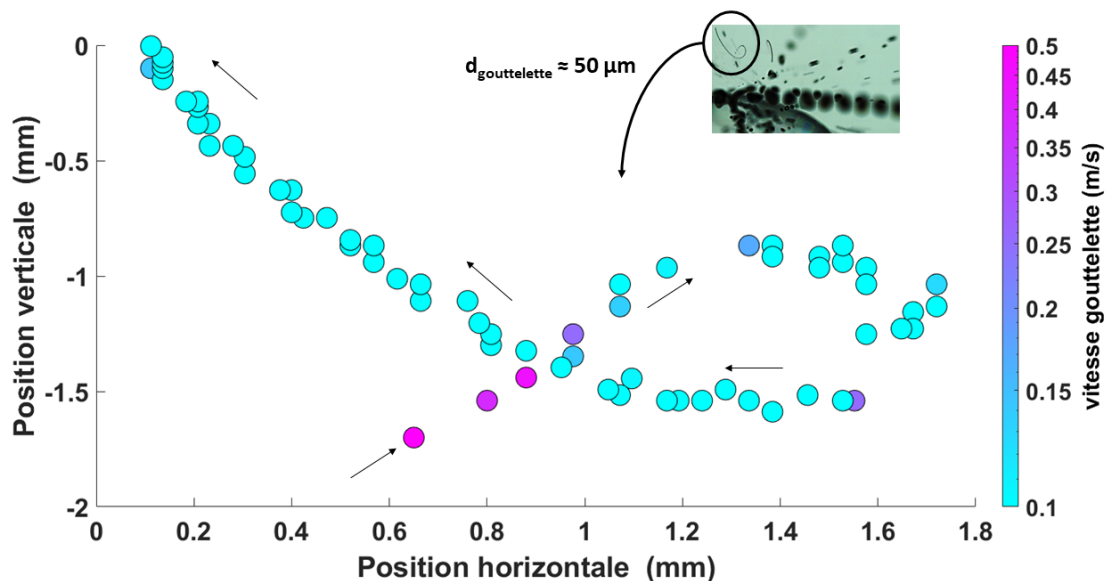 d_gouttelette ≈ 50 µm
0
-0.5
-1
-1.5
-2
Position verticale (mm)
0 0.2 0.4 0.6 0.8 1 1.2 1.4 1.6 1.8
Position horizontale (mm)
0.5
0.45
0.4
0.35
0.3
0.25
0.2
0.15
0.1
vitesse gouttelette (m/s)